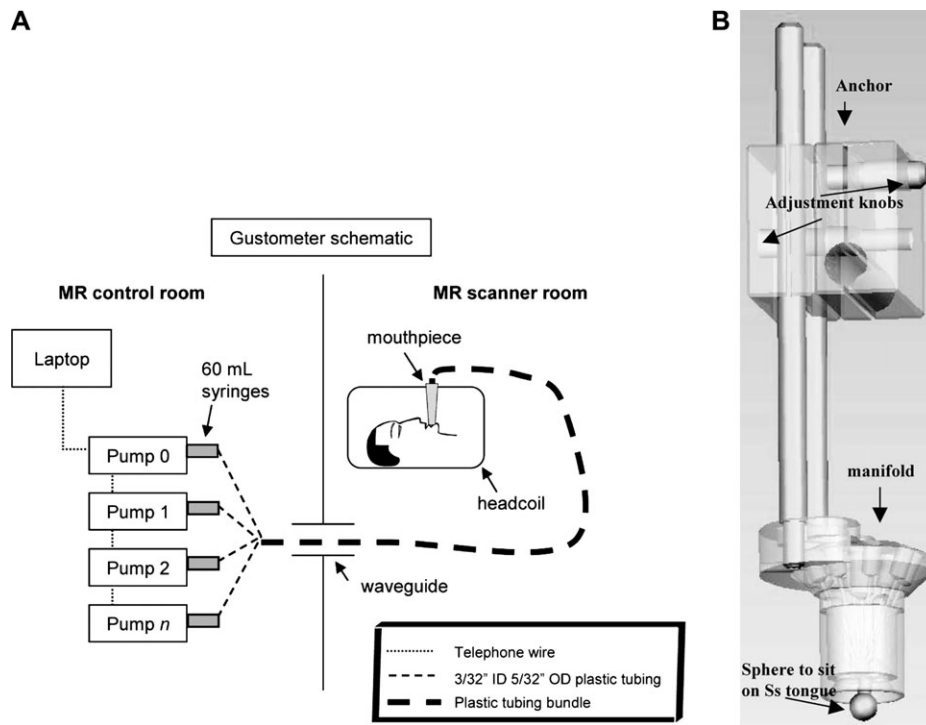 A
Gustometer schematic
MR control room
MR scanner room
Laptop
60 mL
syringes
mouthpiece
Pump 0
Pump 1
Pump 2
Pump n
headcoil
waveguide
Telephone wire
3/32” ID 5/32” OD plastic tubing
Plastic tubing bundle
B
Anchor
Adjustment knobs
manifold
Sphere to sit
on Ss tongue